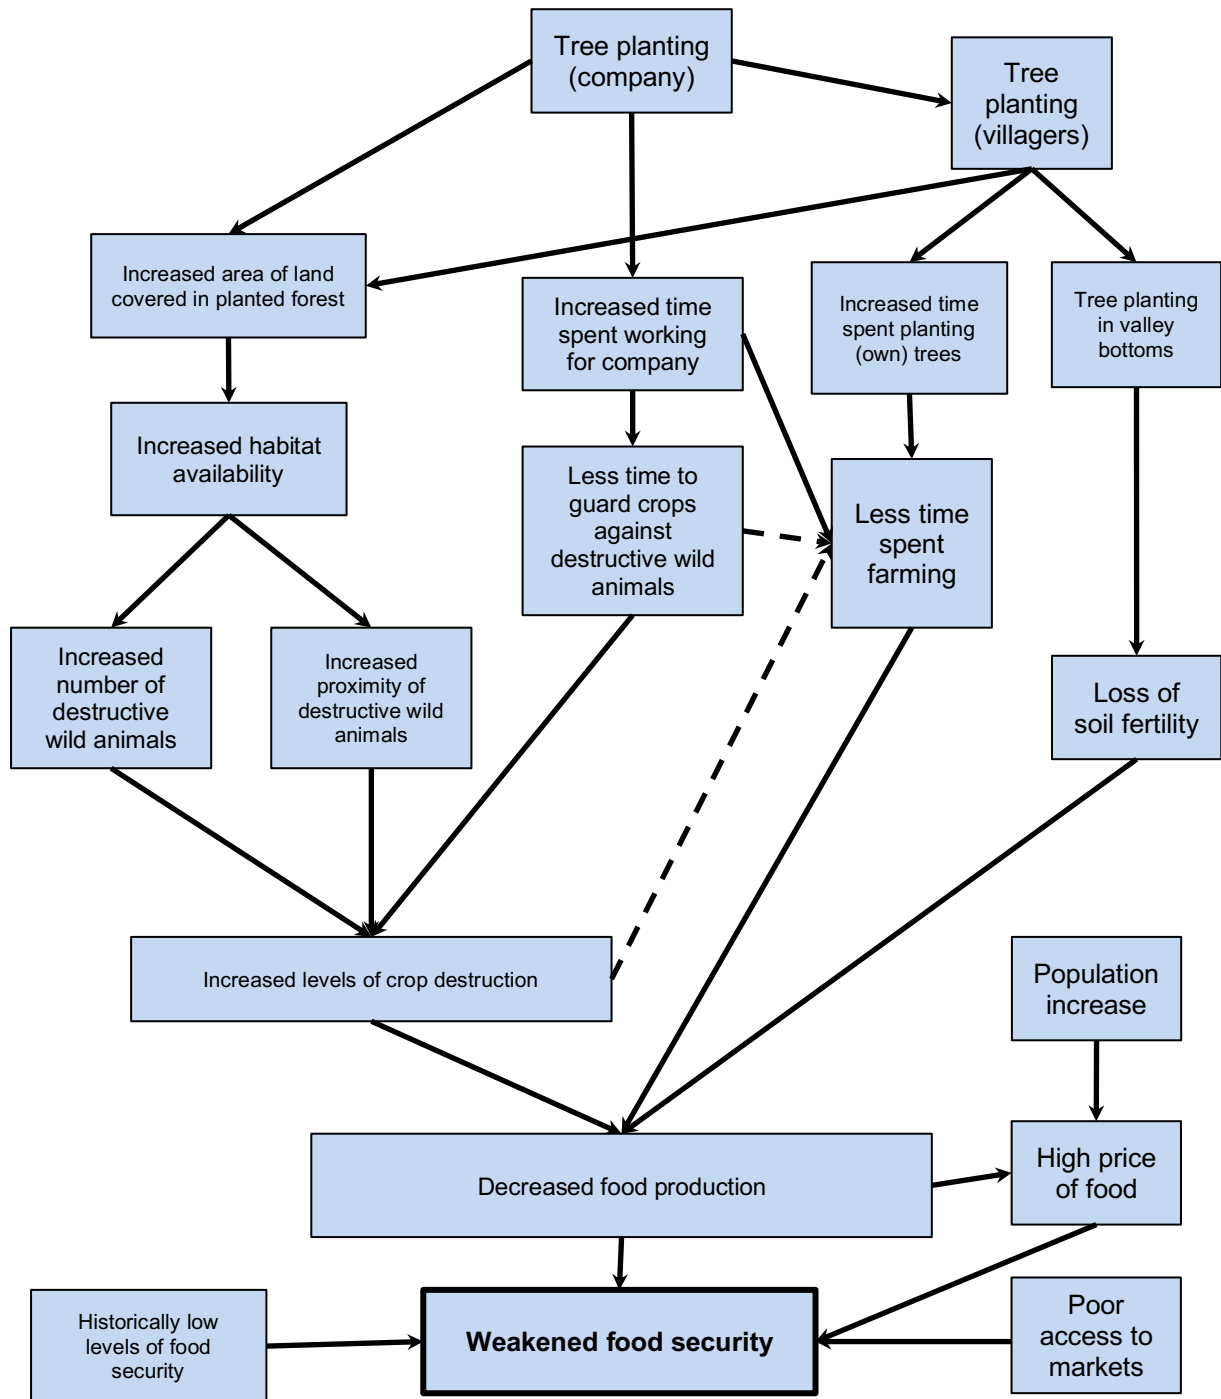 Tree planting
(company)
Tree
planting
(villagers)
Increased area of land
covered in planted forest
Increased time
spent working
for company
Increased time
spent planting
(own) trees
Tree planting
in valley
bottoms
Increased habitat
availability
Less time to
guard crops
against
destructive wild
animals
Less time
spent
farming
Increased
number of
destructive
wild animals
Increased
proximity of
destructive wild
animals
Loss of
soil fertility
Increased levels of crop destruction
Population
increase
Decreased food production
High price
of food
Historically low
levels of food
security
Weakened food security
Poor
access to
markets